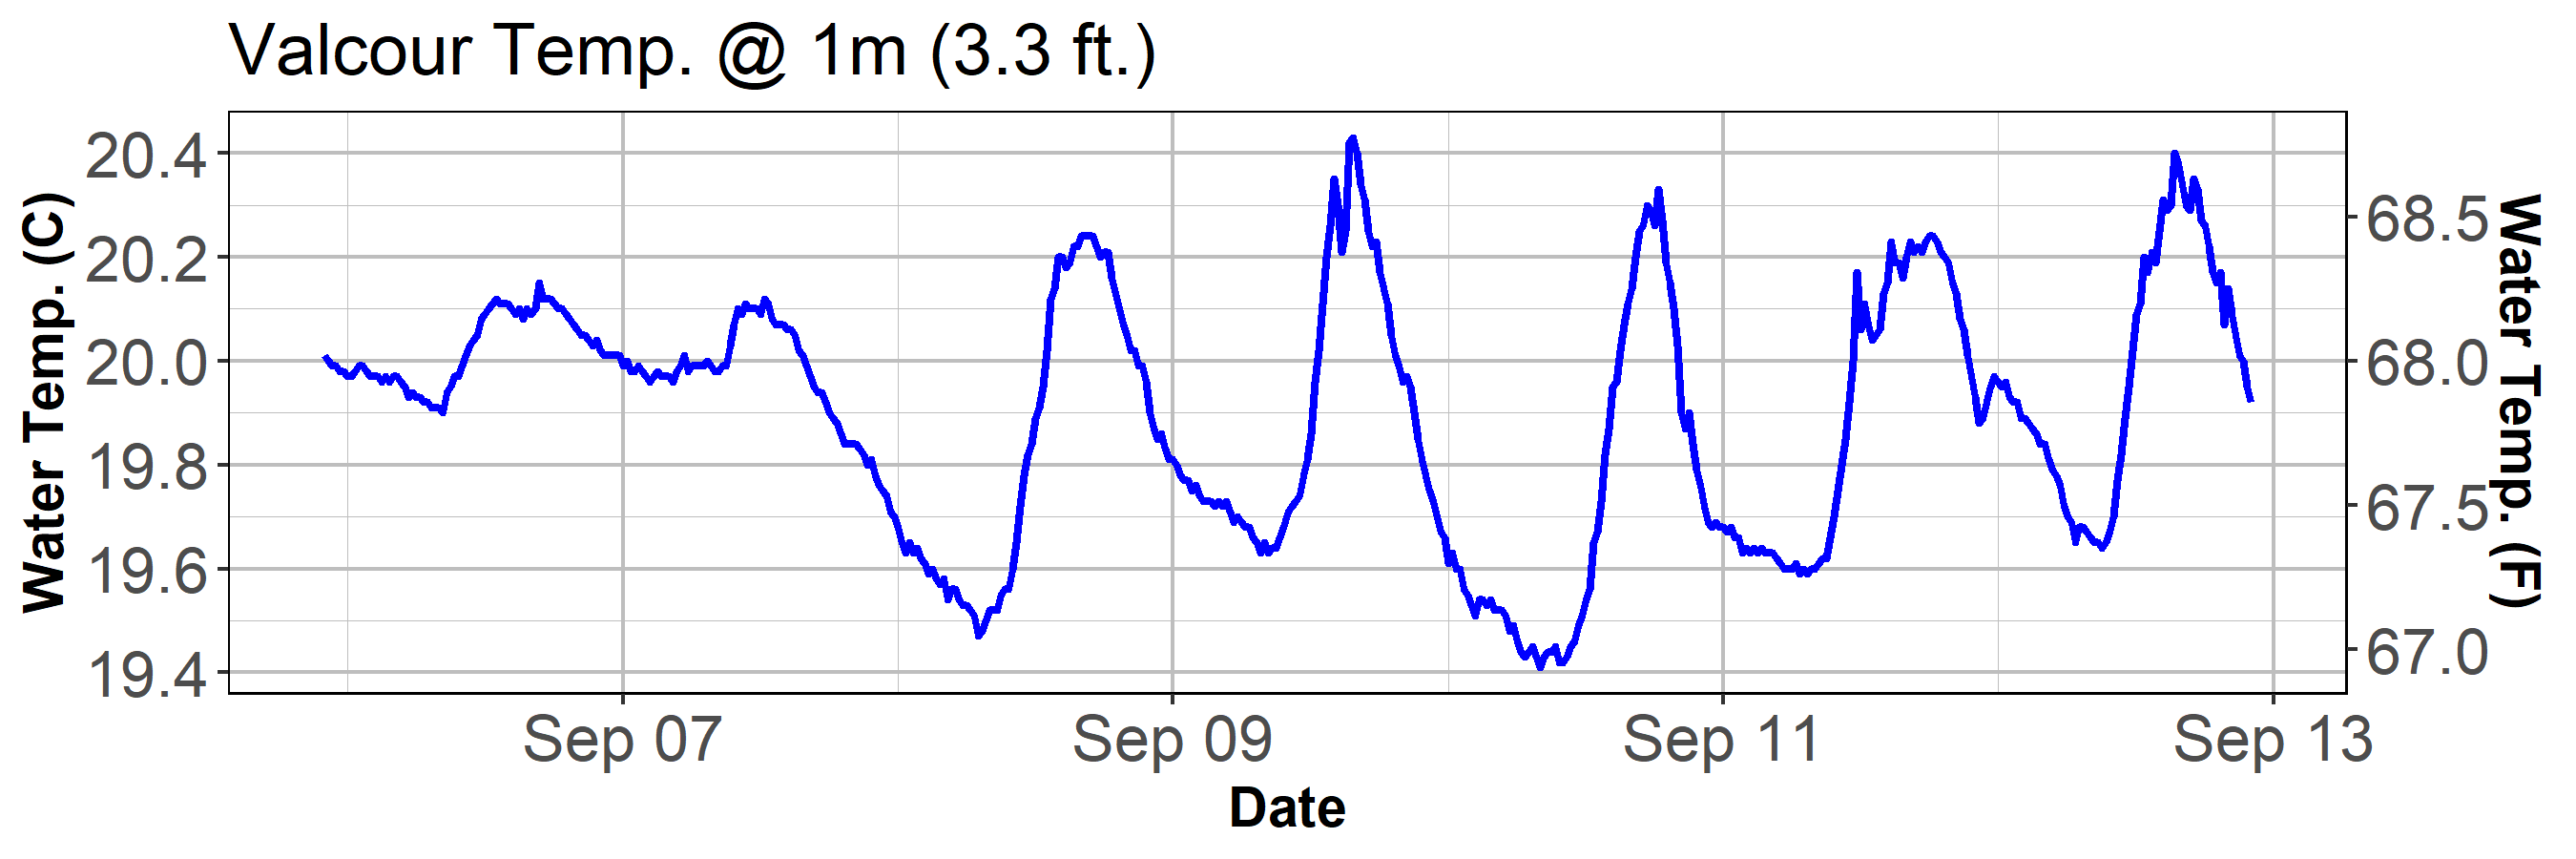 Valcour Temp. @ 1m (3.3 ft.)
Water Temp. (C)
20.4
20.2
20.0
19.8
19.6
19.4
68.5
68.0
67.5
67.0
Water Temp. (F)
Sep 07
Sep 09
Sep 11
Sep 13
Date